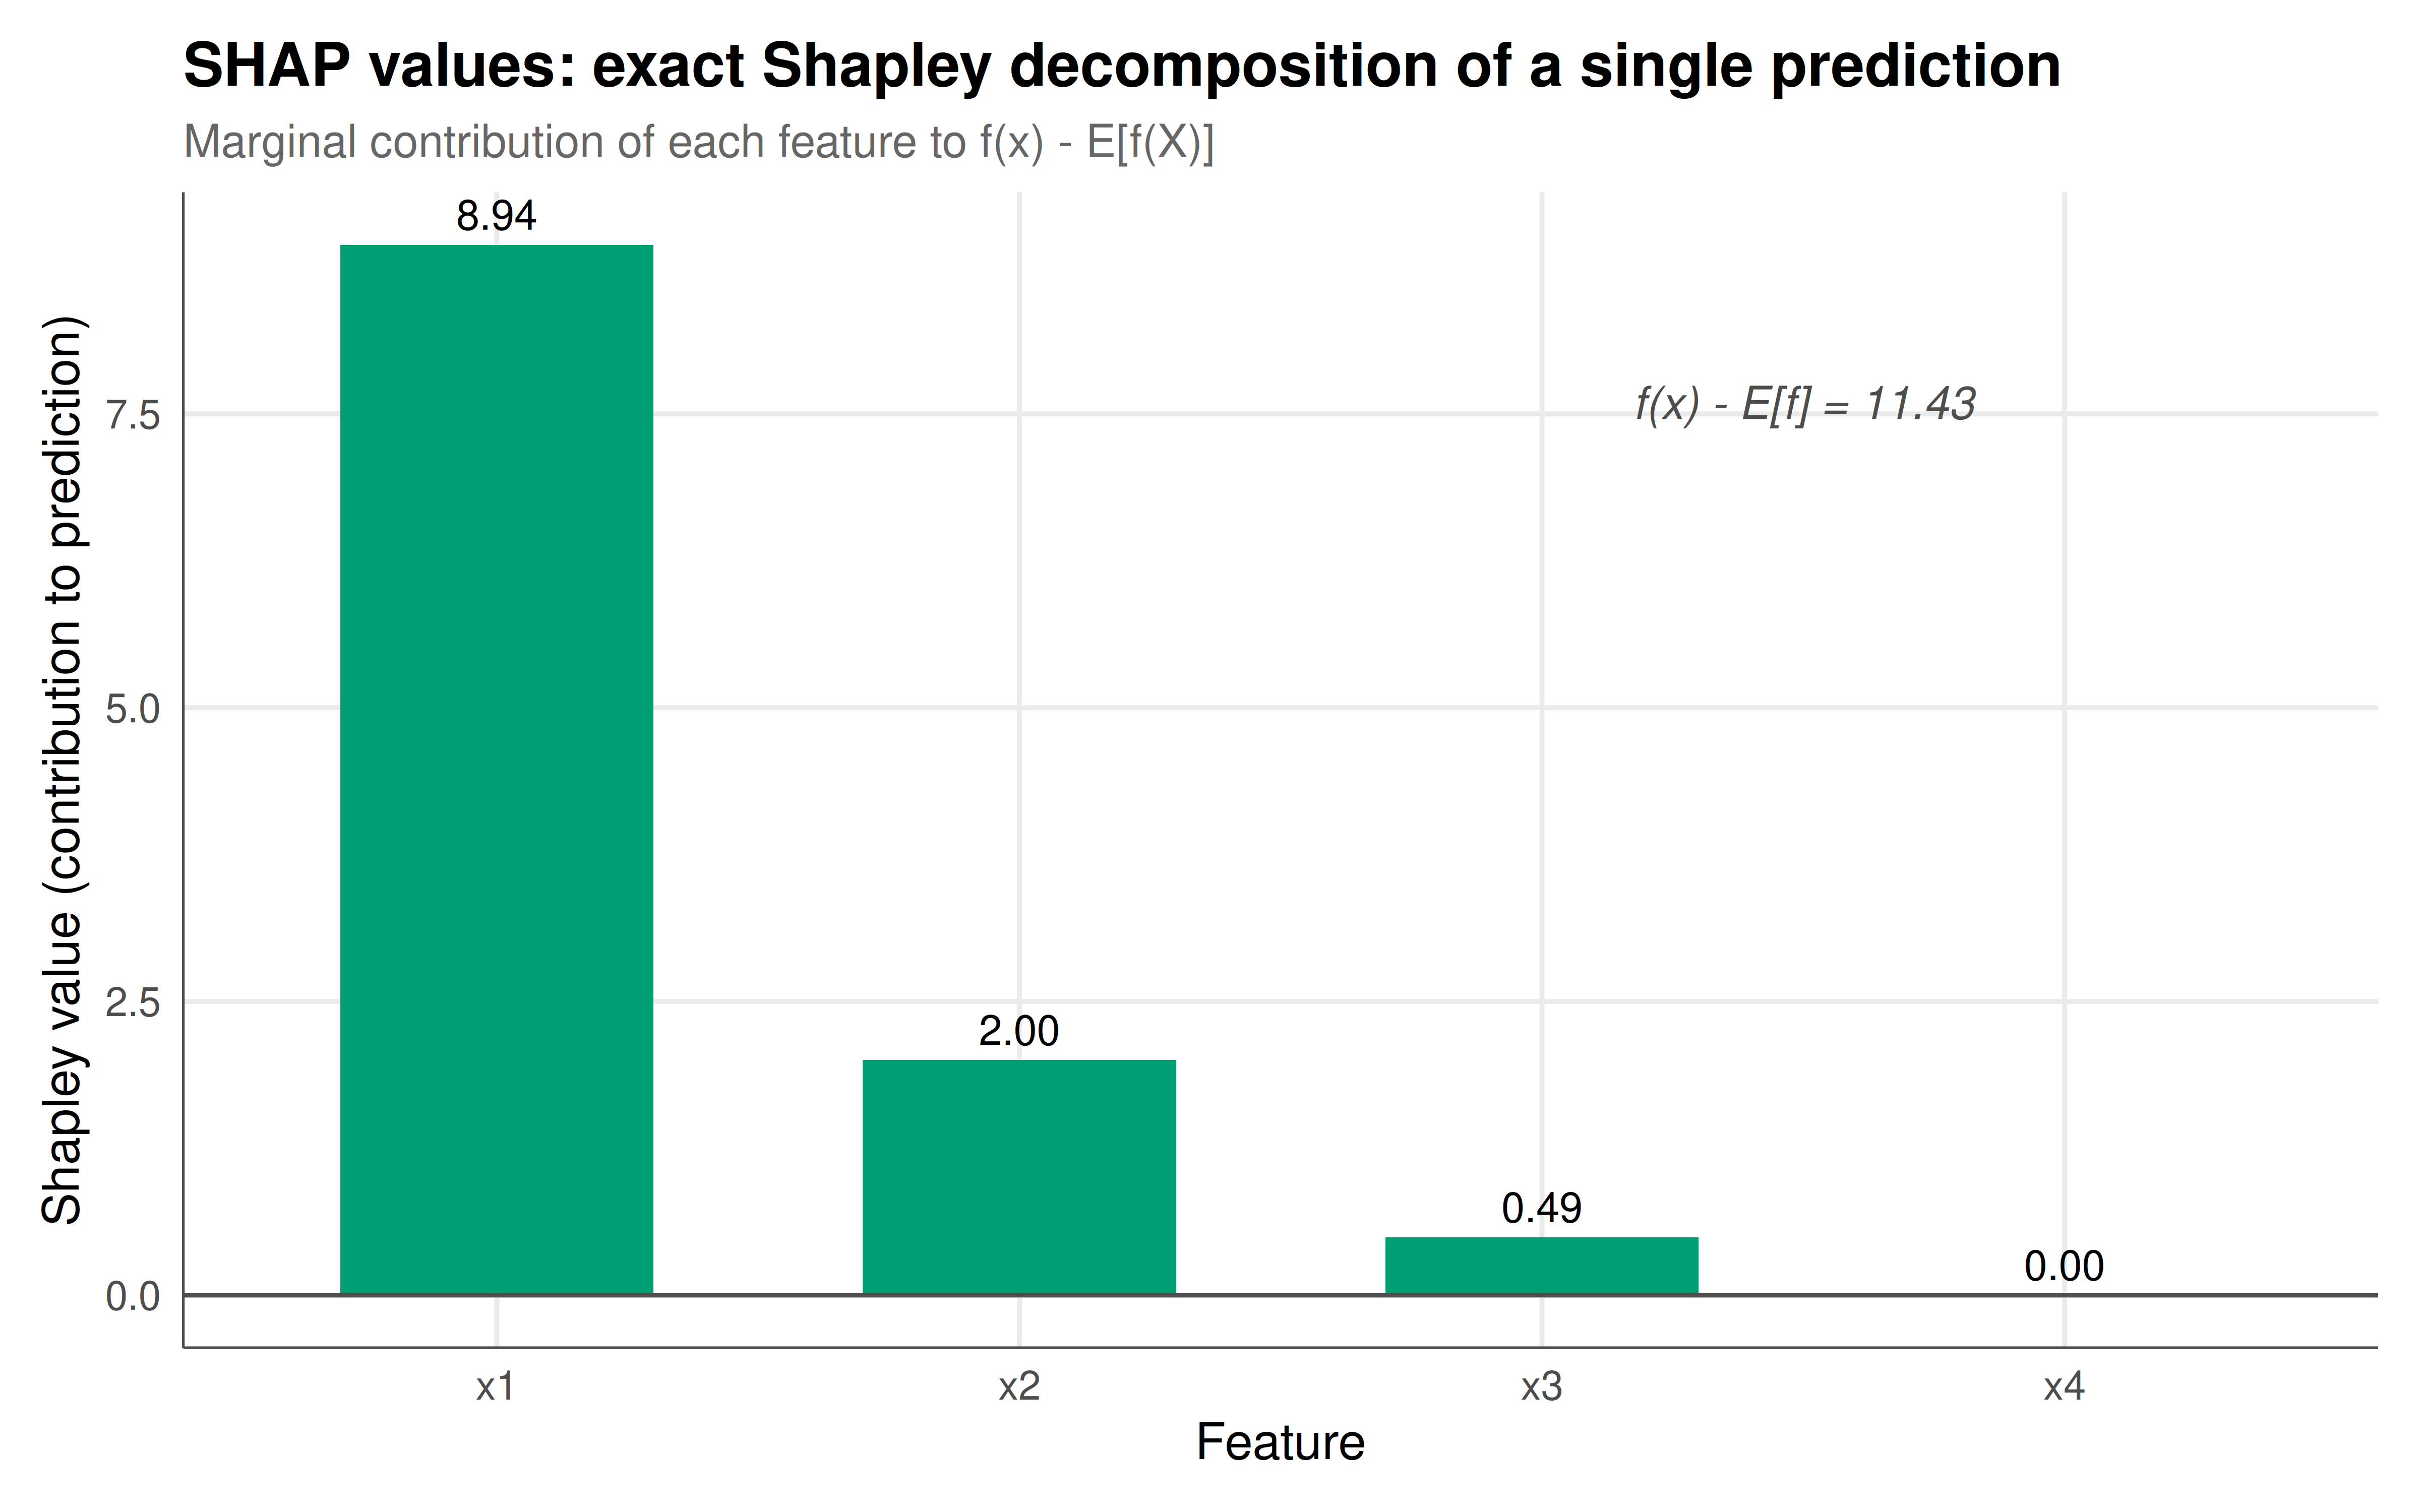 SHAP values: exact Shapley decomposition of a single prediction
Marginal contribution of each feature to f(x) - E[f(X)]
Shapley value (contribution to prediction)
7.5
5.0
2.5
0.0
8.94
2.00
0.49
0.00
f(x) - E[f] = 11.43
x1
x2
x3
x4
Feature